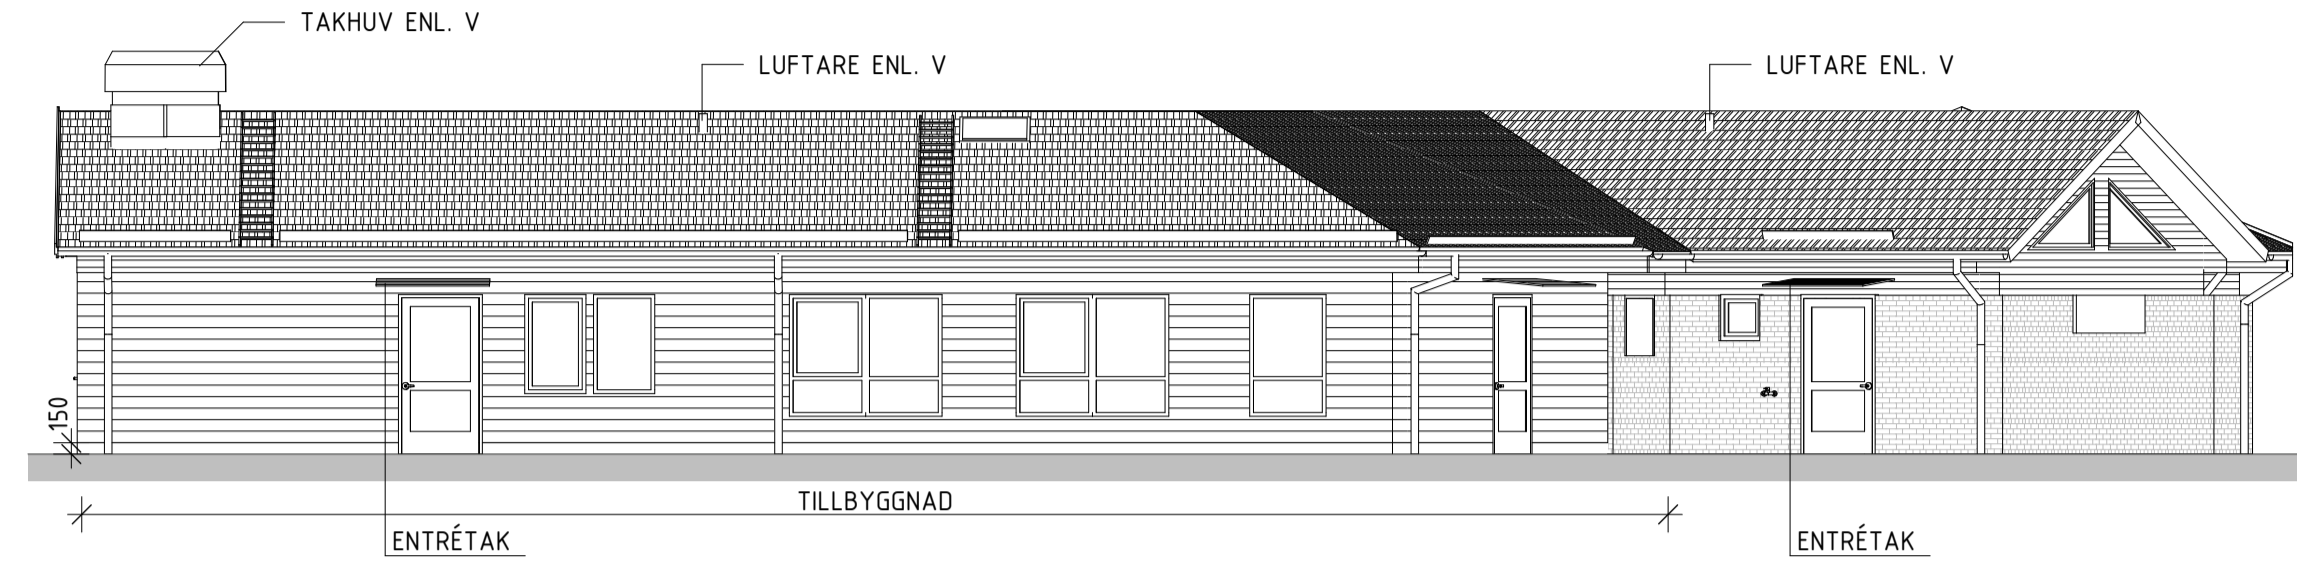 TAKHUV ENL. V
LUFTARE ENL. V
LUFTARE ENL. V
150
TILLBYGGNAD
ENTRÉTAK
ENTRÉTAK